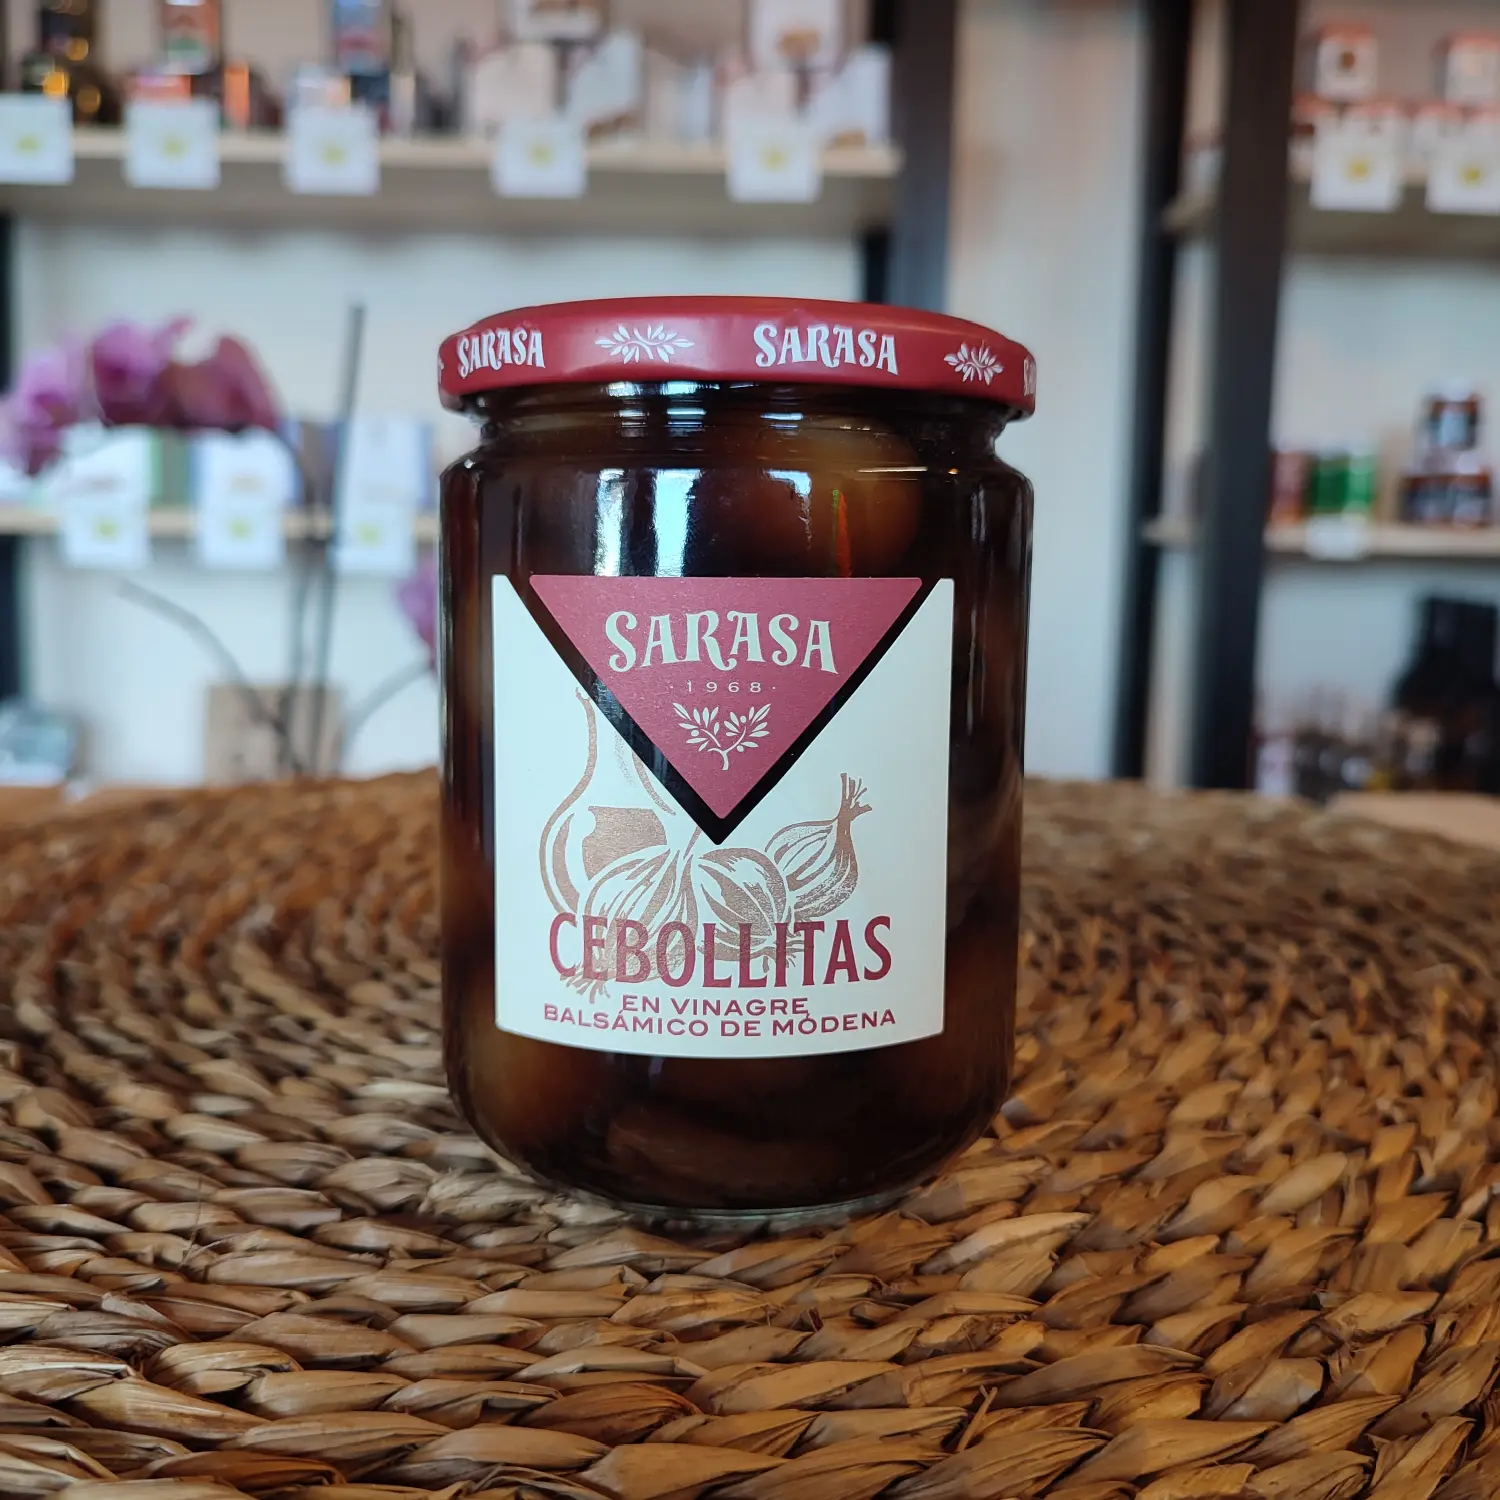 SARASA
SARASA
SARASA
·1968·
CEBOLLITAS
EN VINAGRE
BALSÁMICO DE MÓDENA